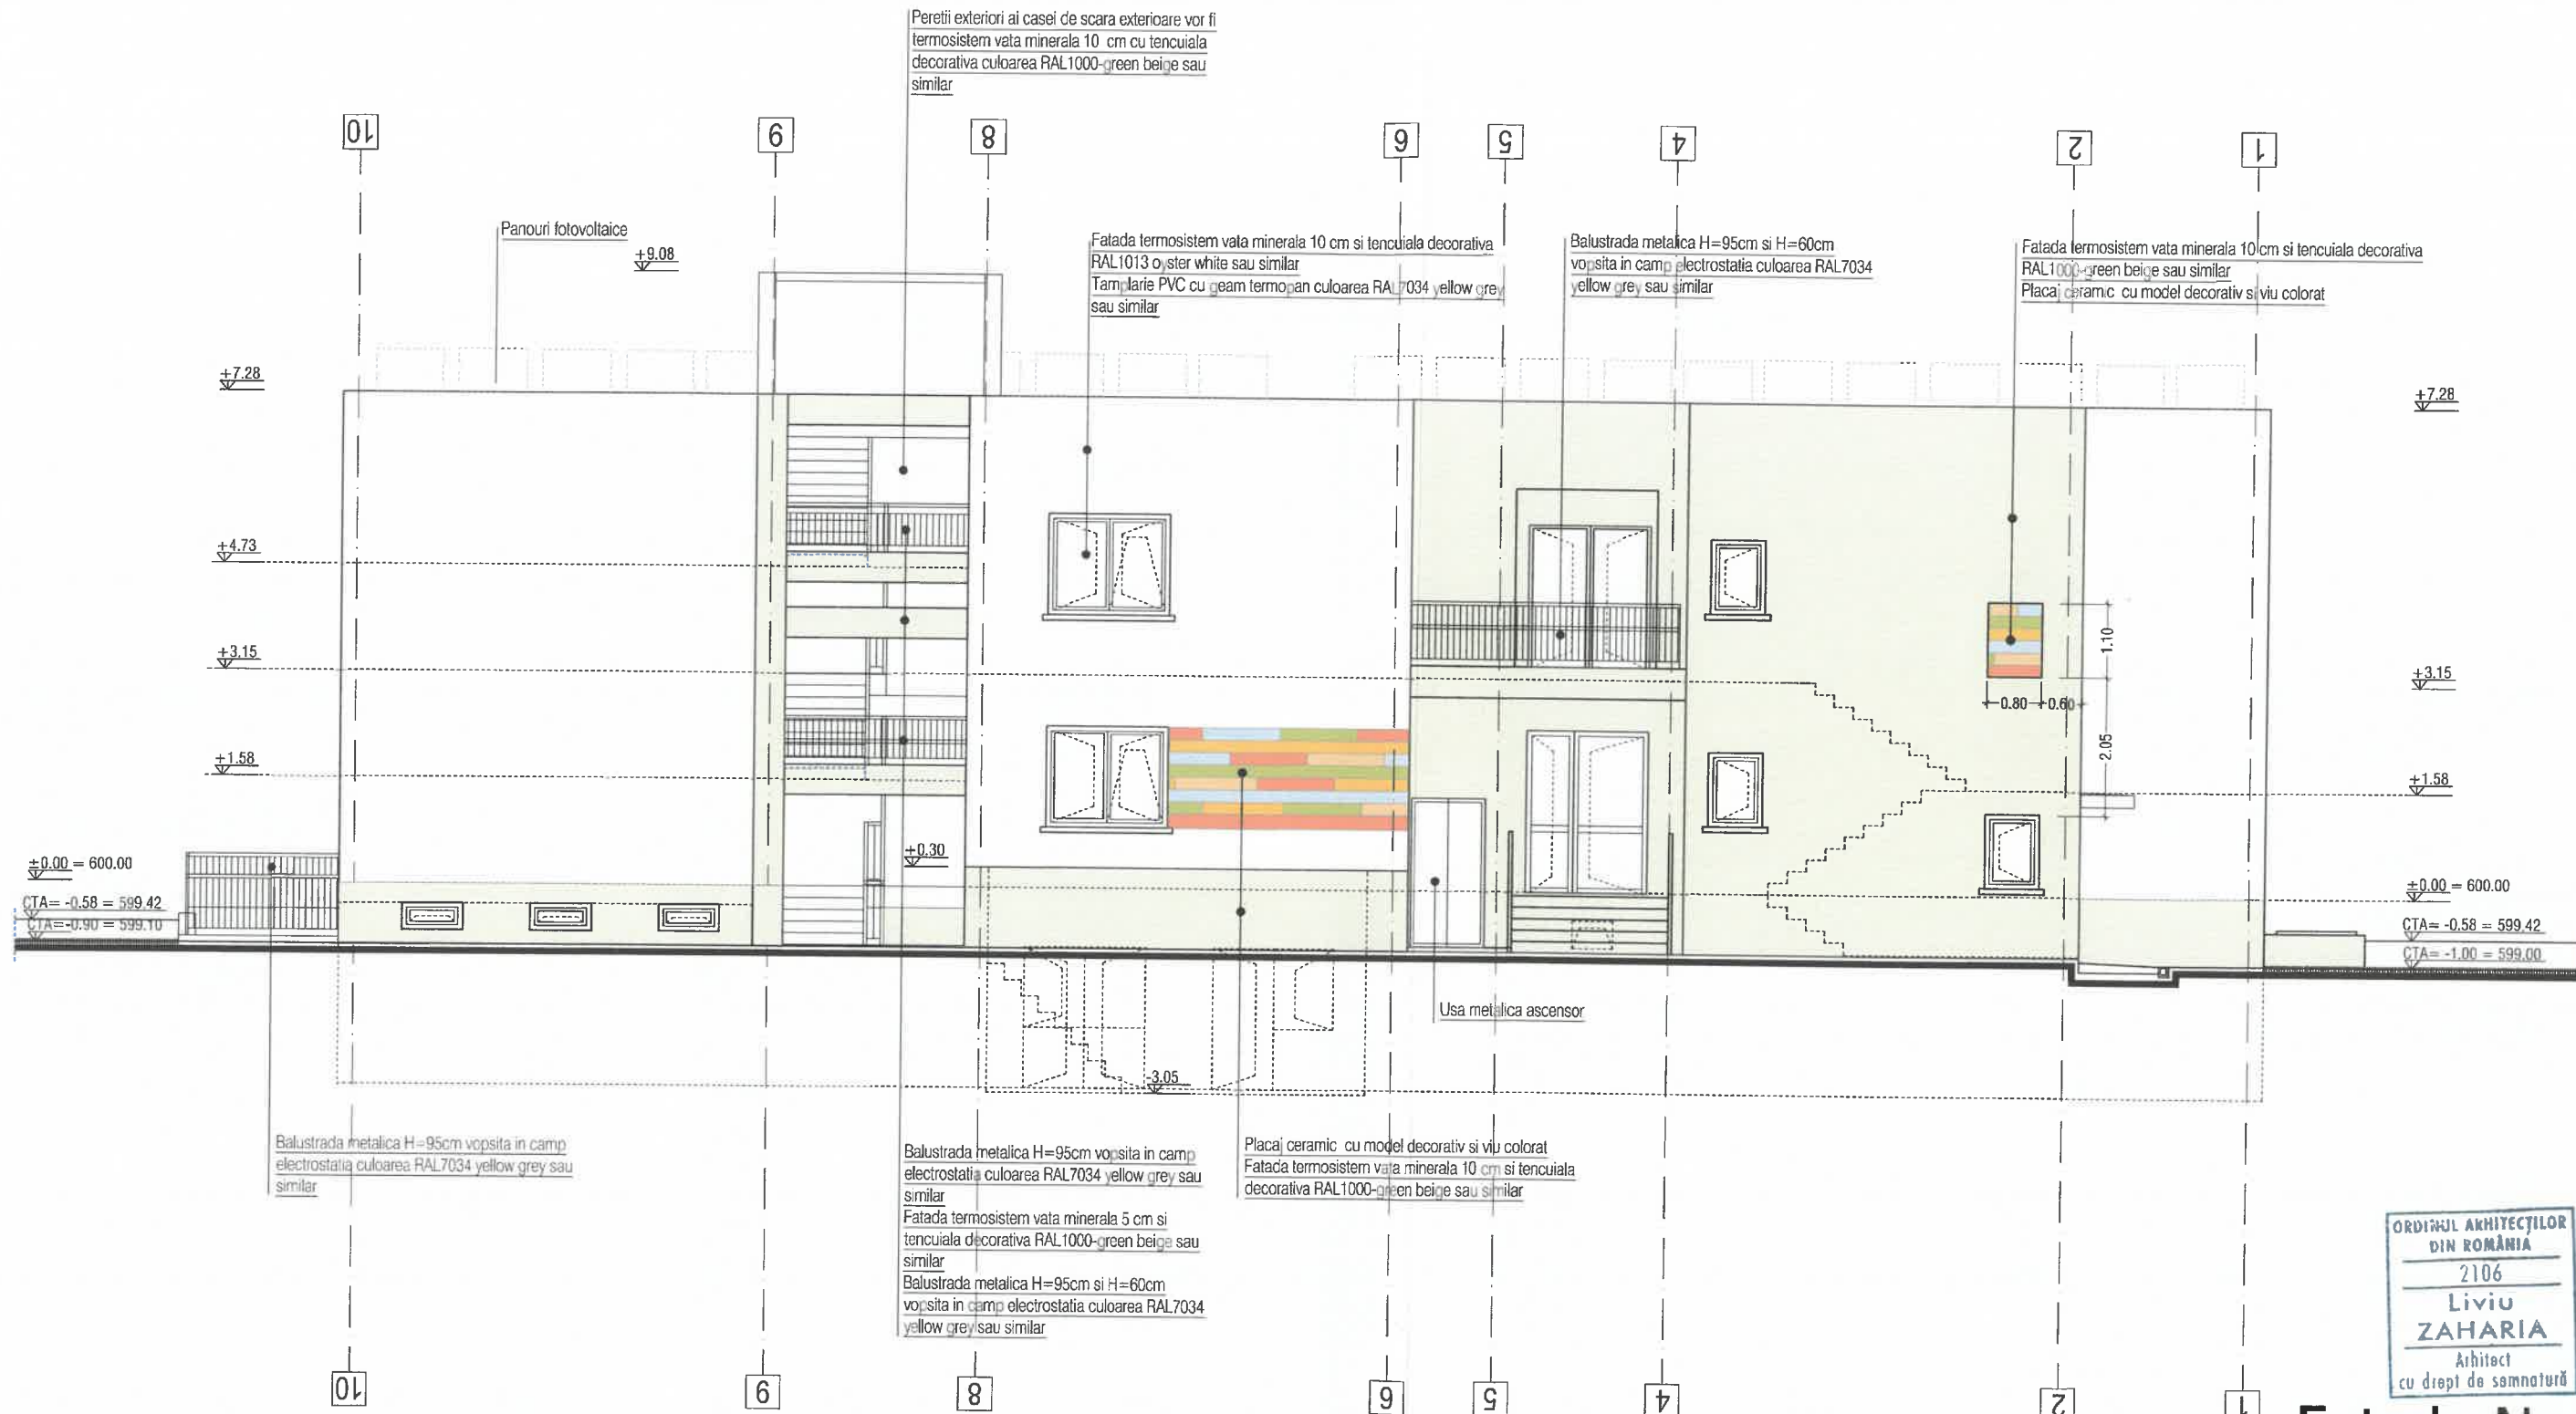 Peretii exteriori ai casei de scara exterioare vor fi
termosistem vata minerala 10 cm cu tencuiala
decorativa culoarea RAL1000-green beige sau
similar
10
9
8
6
5
4
2
1
Panouri fotovoltaice
+9.08
Fatada termosistem vata minerala 10 cm si tencuiala decorativa
RAL1013 oyster white sau similar
Tamplarie PVC cu geam termopan culoarea RAL7034 yellow grey
sau similar
Balustrada metalica H=95cm si H=60cm
vopsita in camp electrostatia culoarea RAL7034
yellow grey sau similar
Fatada termosistem vata minerala 10 cm si tencuiala decorativa
RAL1000-green beige sau similar
Placaj ceramic cu model decorativ si viu colorat
+7.28
+7.28
+4.73
+3.15
+3.15
1.10
0.80
0.60
2.05
+1.58
+1.58
+0.30
±0.00 = 600.00
±0.00 = 600.00
CTA= -0.58 = 599.42
CTA=-0.90 = 599.10
CTA= -0.58 = 599.42
CTA= -1.00 = 599.00
Usa metalica ascensor
-3.05
Balustrada metalica H=95cm vopsita in camp
electrostatia culoarea RAL7034 yellow grey sau
similar
Balustrada metalica H=95cm vopsita in camp
electrostatia culoarea RAL7034 yellow grey sau
similar
Fatada termosistem vata minerala 5 cm si
tencuiala decorativa RAL1000-green beige sau
similar
Balustrada metalica H=95cm si H=60cm
vopsita in camp electrostatia culoarea RAL7034
yellow grey sau similar
Placaj ceramic cu model decorativ si viu colorat
Fatada termosistem vata minerala 10 cm si tencuiala
decorativa RAL1000-green beige sau similar
ORDINUL ARHITECȚILOR
DIN ROMÂNIA
2106
Liviu
ZAHARIA
Arhitect
cu drept de semnatură
10
9
8
6
5
4
2
1